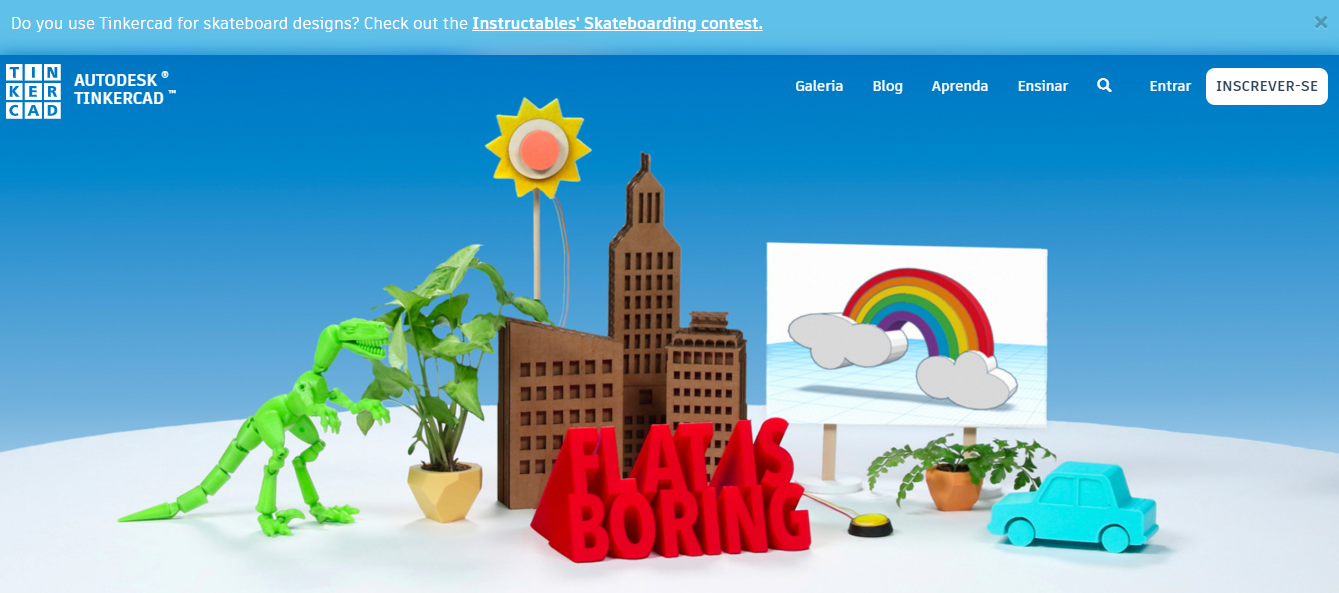 Do you use Tinkercad for skateboard designs? Check out the Instructables' Skateboarding contest.
TIN
KER
CAD
AUTODESK®
TINKERCAD™
Galeria Blog Aprenda Ensinar Entrar INSCREVER-SE
FLAT IS
BORING